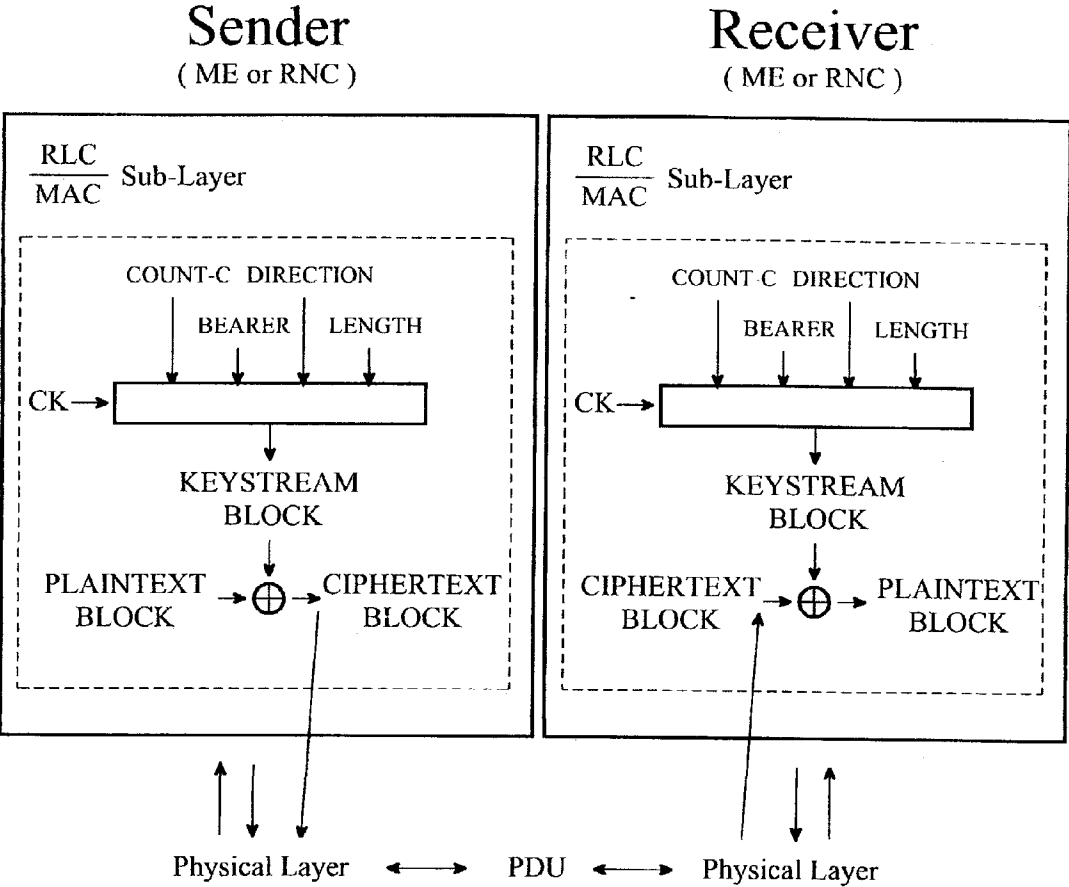 Sender
( ME or RNC )
RLC
MAC
Sub-Layer
COUNT-C DIRECTION
BEARER LENGTH
CK
KEYSTREAM
BLOCK
PLAINTEXT
BLOCK
CIPHERTEXT
BLOCK
Receiver
( ME or RNC )
RLC
MAC
Sub-Layer
COUNT-C DIRECTION
BEARER LENGTH
CK
KEYSTREAM
BLOCK
CIPHERTEXT
BLOCK
PLAINTEXT
BLOCK
Physical Layer PDU Physical Layer